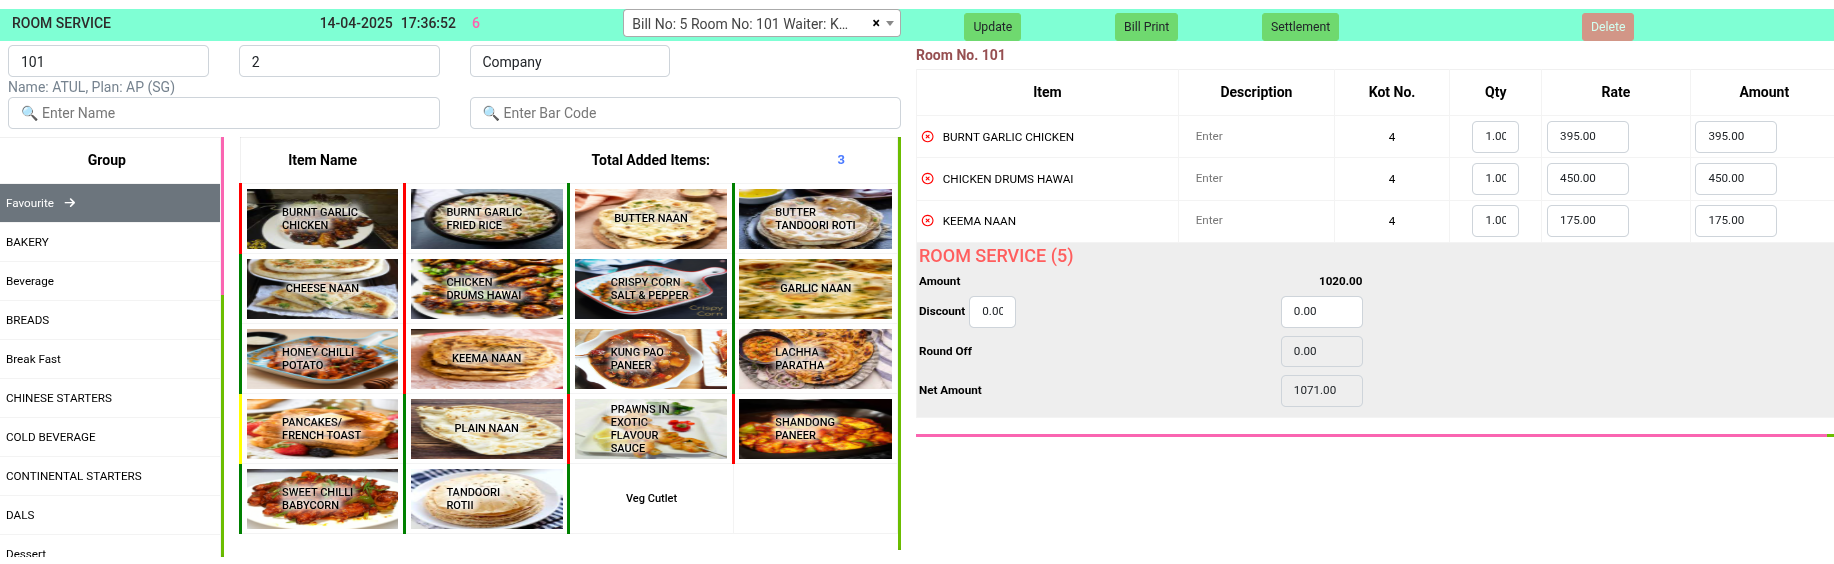 ROOM SERVICE 14-04-2025 17:36:52 6 Bill No: 5 Room No: 101 Waiter: K... × Update Bill Print Settlement Delete
101 2 Company
Name: ATUL, Plan: AP (SG)
🔍 Enter Name 🔍 Enter Bar Code
Group
Favourite →
BAKERY
Beverage
BREADS
Break Fast
CHINESE STARTERS
COLD BEVERAGE
CONTINENTAL STARTERS
DALS
Dessert
Item Name Total Added Items: 3
BURNT GARLIC
CHICKEN
BURNT GARLIC
FRIED RICE
BUTTER NAAN
BUTTER
TANDOORI ROTI
CHEESE NAAN
CHICKEN
DRUMS HAWAI
CRISPY CORN
SALT & PEPPER
Crispy
Corn
GARLIC NAAN
HONEY CHILLI
POTATO
KEEMA NAAN
KUNG PAO
PANEER
LACHHA
PARATHA
PANCAKES/
FRENCH TOAST
PLAIN NAAN
PRAWNS IN
EXOTIC
FLAVOUR
SAUCE
SHANDONG
PANEER
SWEET CHILLI
BABYCORN
TANDOORI
ROTII
Veg Cutlet
Room No. 101
Item Description Kot No. Qty Rate Amount
BURNT GARLIC CHICKEN Enter 4 1.00 395.00 395.00
CHICKEN DRUMS HAWAI Enter 4 1.00 450.00 450.00
KEEMA NAAN Enter 4 1.00 175.00 175.00
ROOM SERVICE (5)
Amount 1020.00
Discount 0.00 0.00
Round Off 0.00
Net Amount 1071.00